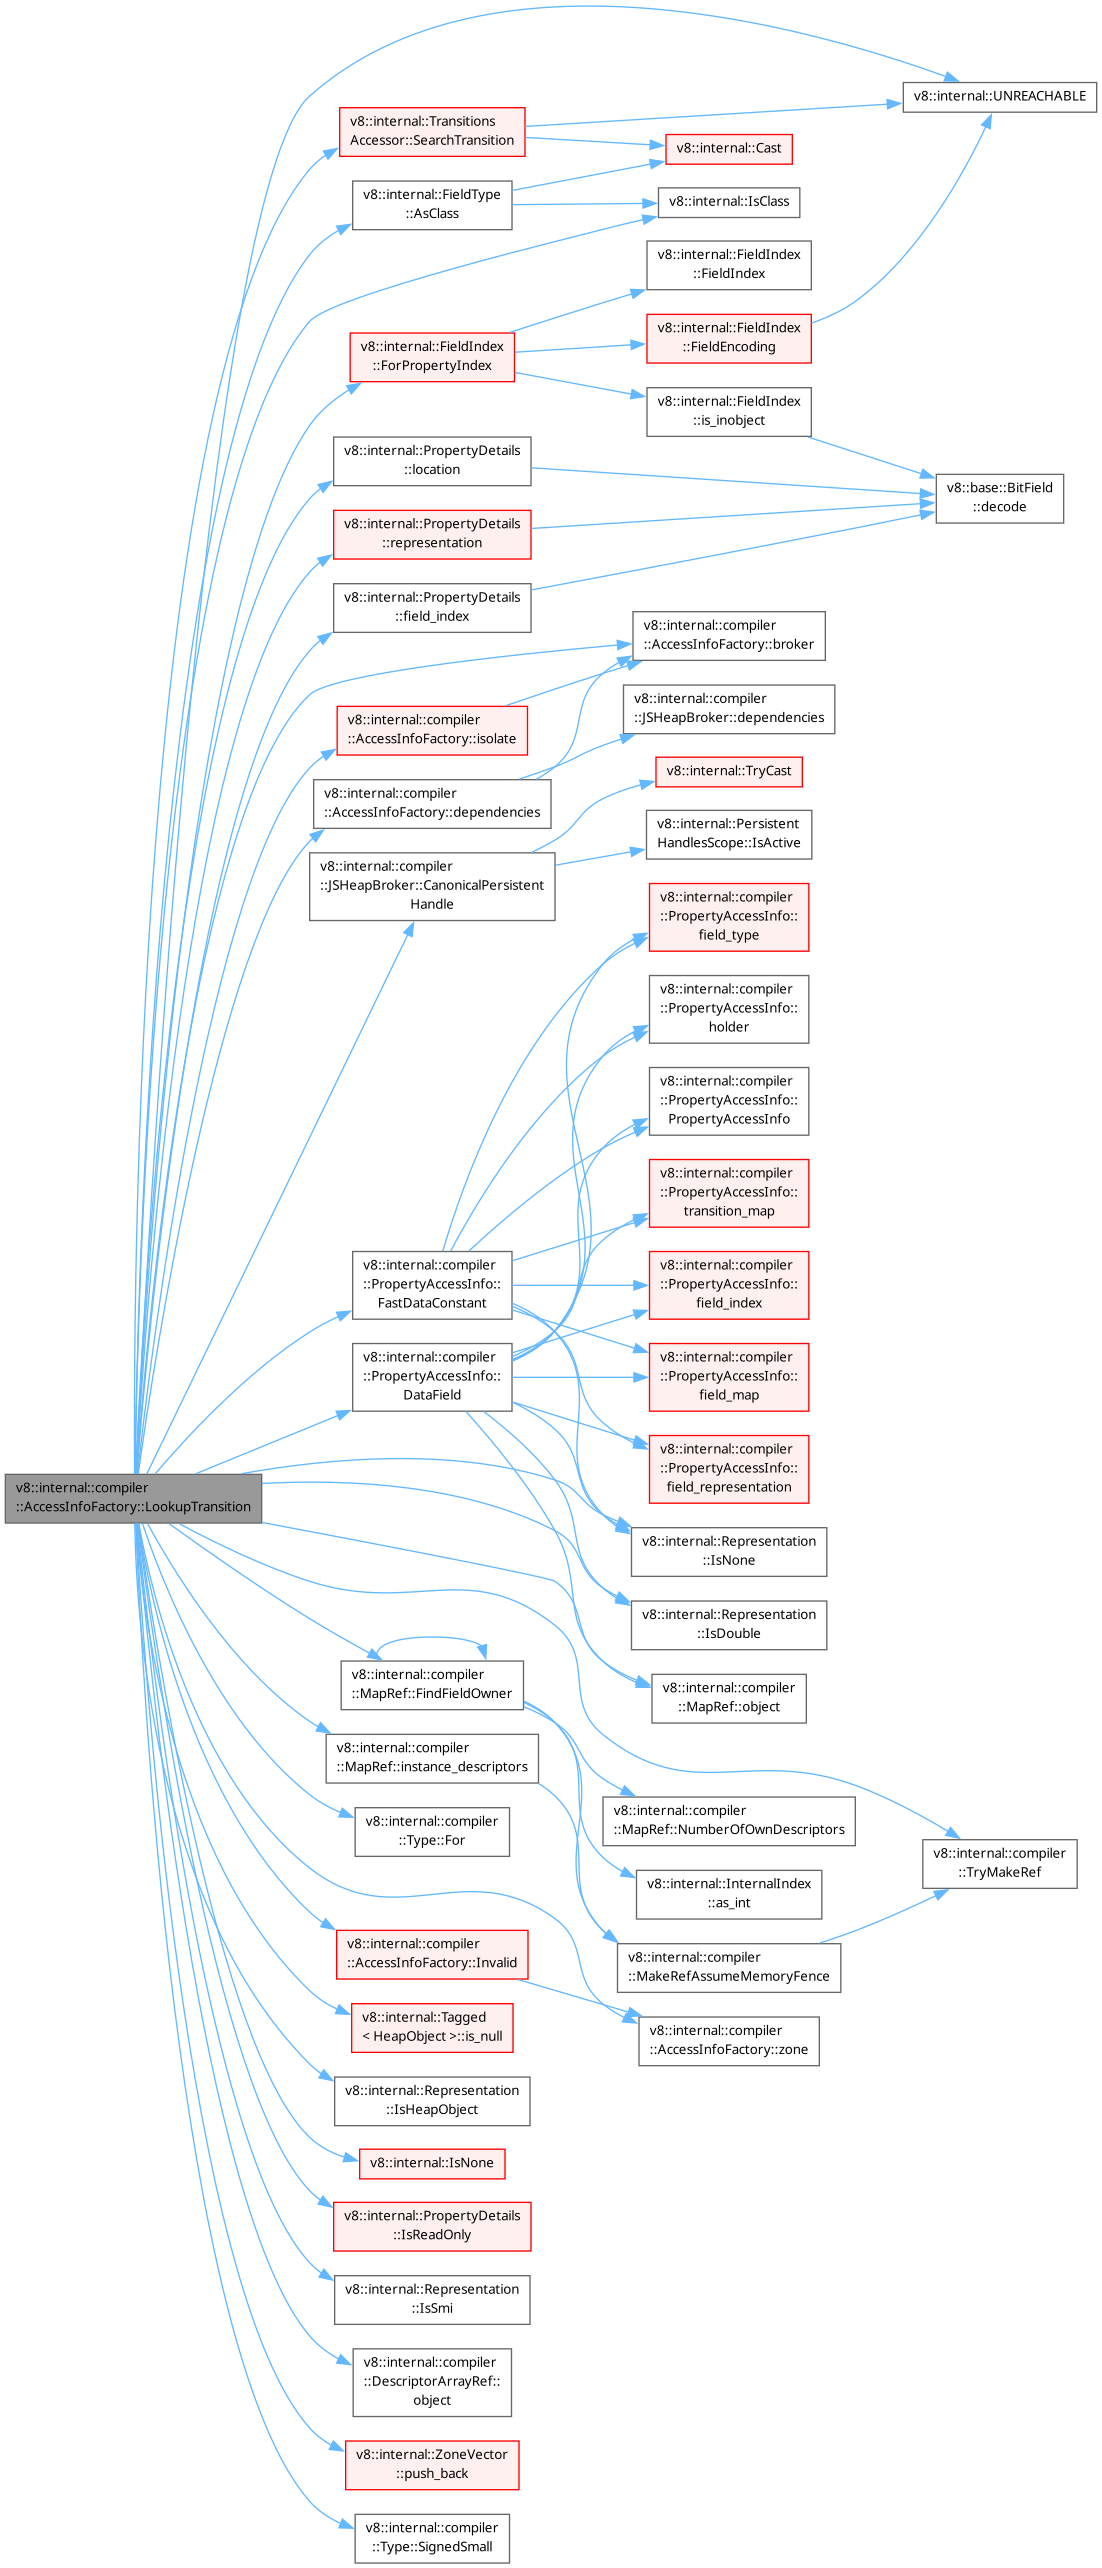 v8::internal::UNREACHABLE
v8::internal::Transitions
Accessor::SearchTransition
v8::internal::Cast
v8::internal::FieldType
::AsClass
v8::internal::IsClass
v8::internal::FieldIndex
::FieldIndex
v8::internal::FieldIndex
::ForPropertyIndex
v8::internal::FieldIndex
::FieldEncoding
v8::internal::FieldIndex
::is_inobject
v8::internal::PropertyDetails
::location
v8::base::BitField
::decode
v8::internal::PropertyDetails
::representation
v8::internal::PropertyDetails
::field_index
v8::internal::compiler
::AccessInfoFactory::broker
v8::internal::compiler
::AccessInfoFactory::isolate
v8::internal::compiler
::JSHeapBroker::dependencies
v8::internal::compiler
::AccessInfoFactory::dependencies
v8::internal::TryCast
v8::internal::compiler
::JSHeapBroker::CanonicalPersistent
Handle
v8::internal::Persistent
HandlesScope::IsActive
v8::internal::compiler
::PropertyAccessInfo::
field_type
v8::internal::compiler
::PropertyAccessInfo::
holder
v8::internal::compiler
::PropertyAccessInfo::
PropertyAccessInfo
v8::internal::compiler
::PropertyAccessInfo::
transition_map
v8::internal::compiler
::PropertyAccessInfo::
FastDataConstant
v8::internal::compiler
::PropertyAccessInfo::
field_index
v8::internal::compiler
::PropertyAccessInfo::
DataField
v8::internal::compiler
::PropertyAccessInfo::
field_map
v8::internal::compiler
::PropertyAccessInfo::
field_representation
v8::internal::compiler
::AccessInfoFactory::LookupTransition
v8::internal::Representation
::IsNone
v8::internal::Representation
::IsDouble
v8::internal::compiler
::MapRef::FindFieldOwner
v8::internal::compiler
::MapRef::object
v8::internal::compiler
::MapRef::instance_descriptors
v8::internal::compiler
::MapRef::NumberOfOwnDescriptors
v8::internal::compiler
::Type::For
v8::internal::compiler
::TryMakeRef
v8::internal::InternalIndex
::as_int
v8::internal::compiler
::AccessInfoFactory::Invalid
v8::internal::compiler
::MakeRefAssumeMemoryFence
v8::internal::Tagged
< HeapObject >::is_null
v8::internal::compiler
::AccessInfoFactory::zone
v8::internal::Representation
::IsHeapObject
v8::internal::IsNone
v8::internal::PropertyDetails
::IsReadOnly
v8::internal::Representation
::IsSmi
v8::internal::compiler
::DescriptorArrayRef::
object
v8::internal::ZoneVector
::push_back
v8::internal::compiler
::Type::SignedSmall